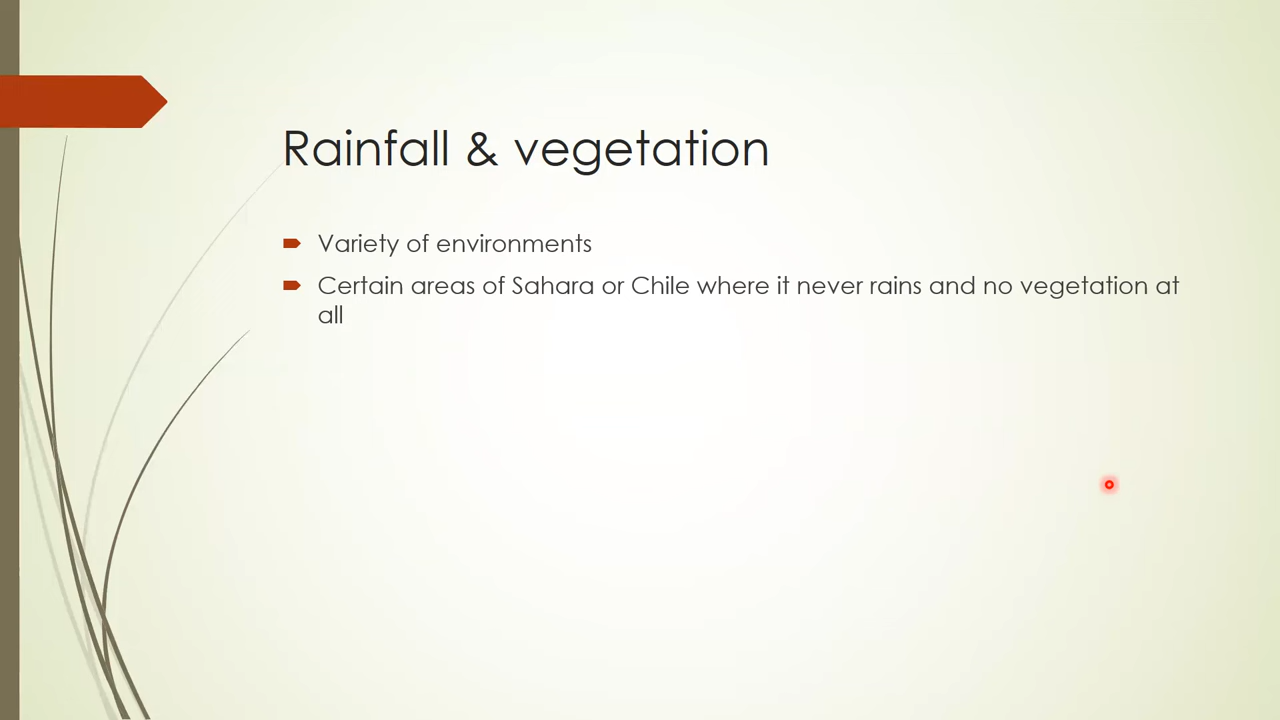 Rainfall & vegetation
Variety of environments
Certain areas of Sahara or Chile where it never rains and no vegetation at
all